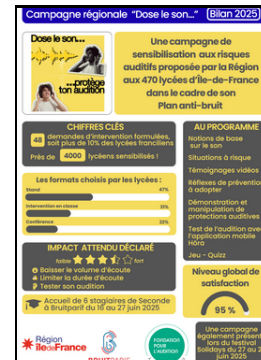 Campagne régionale "Dose le son..."
Bilan 2025
Dose le son...
...protège
ton audition
Une campagne de
sensibilisation aux risques
auditifs proposée par la Région
aux 470 lycées d'Île-de-France
dans le cadre de son
Plan anti-bruit
CHIFFRES CLÉS
48 demandes d'intervention formulées,
soit plus de 10% des lycées franciliens
Près de 4000 lycéens sensibilisés !
Les formats choisis par les lycées :
Stand 47%
Intervention en classe
Conférence
IMPACT ATTENDU DÉCLARÉ
faible fort
Baisser le volume d'écoute
Limiter la durée d'écoute
Tester son audition
Accueil de 6 stagiaires de Seconde
à Bruitparif du 16 au 27 juin 2025
Région
île de France
BRUITPARIF
FONDATION
POUR
L'AUDITION
AU PROGRAMME
Notions de base
sur le son
Situations à risque
Témoignages vidéos
Réflexes de prévention
à adopter
Démonstration et
manipulation de
protections auditives
Test de l'audition avec
l'application mobile
Höra
Jeu - Quizz
Niveau global de
satisfaction
95 %
Une campagne
également présente
lors du festival
Solidays du 27 au
juin 2025